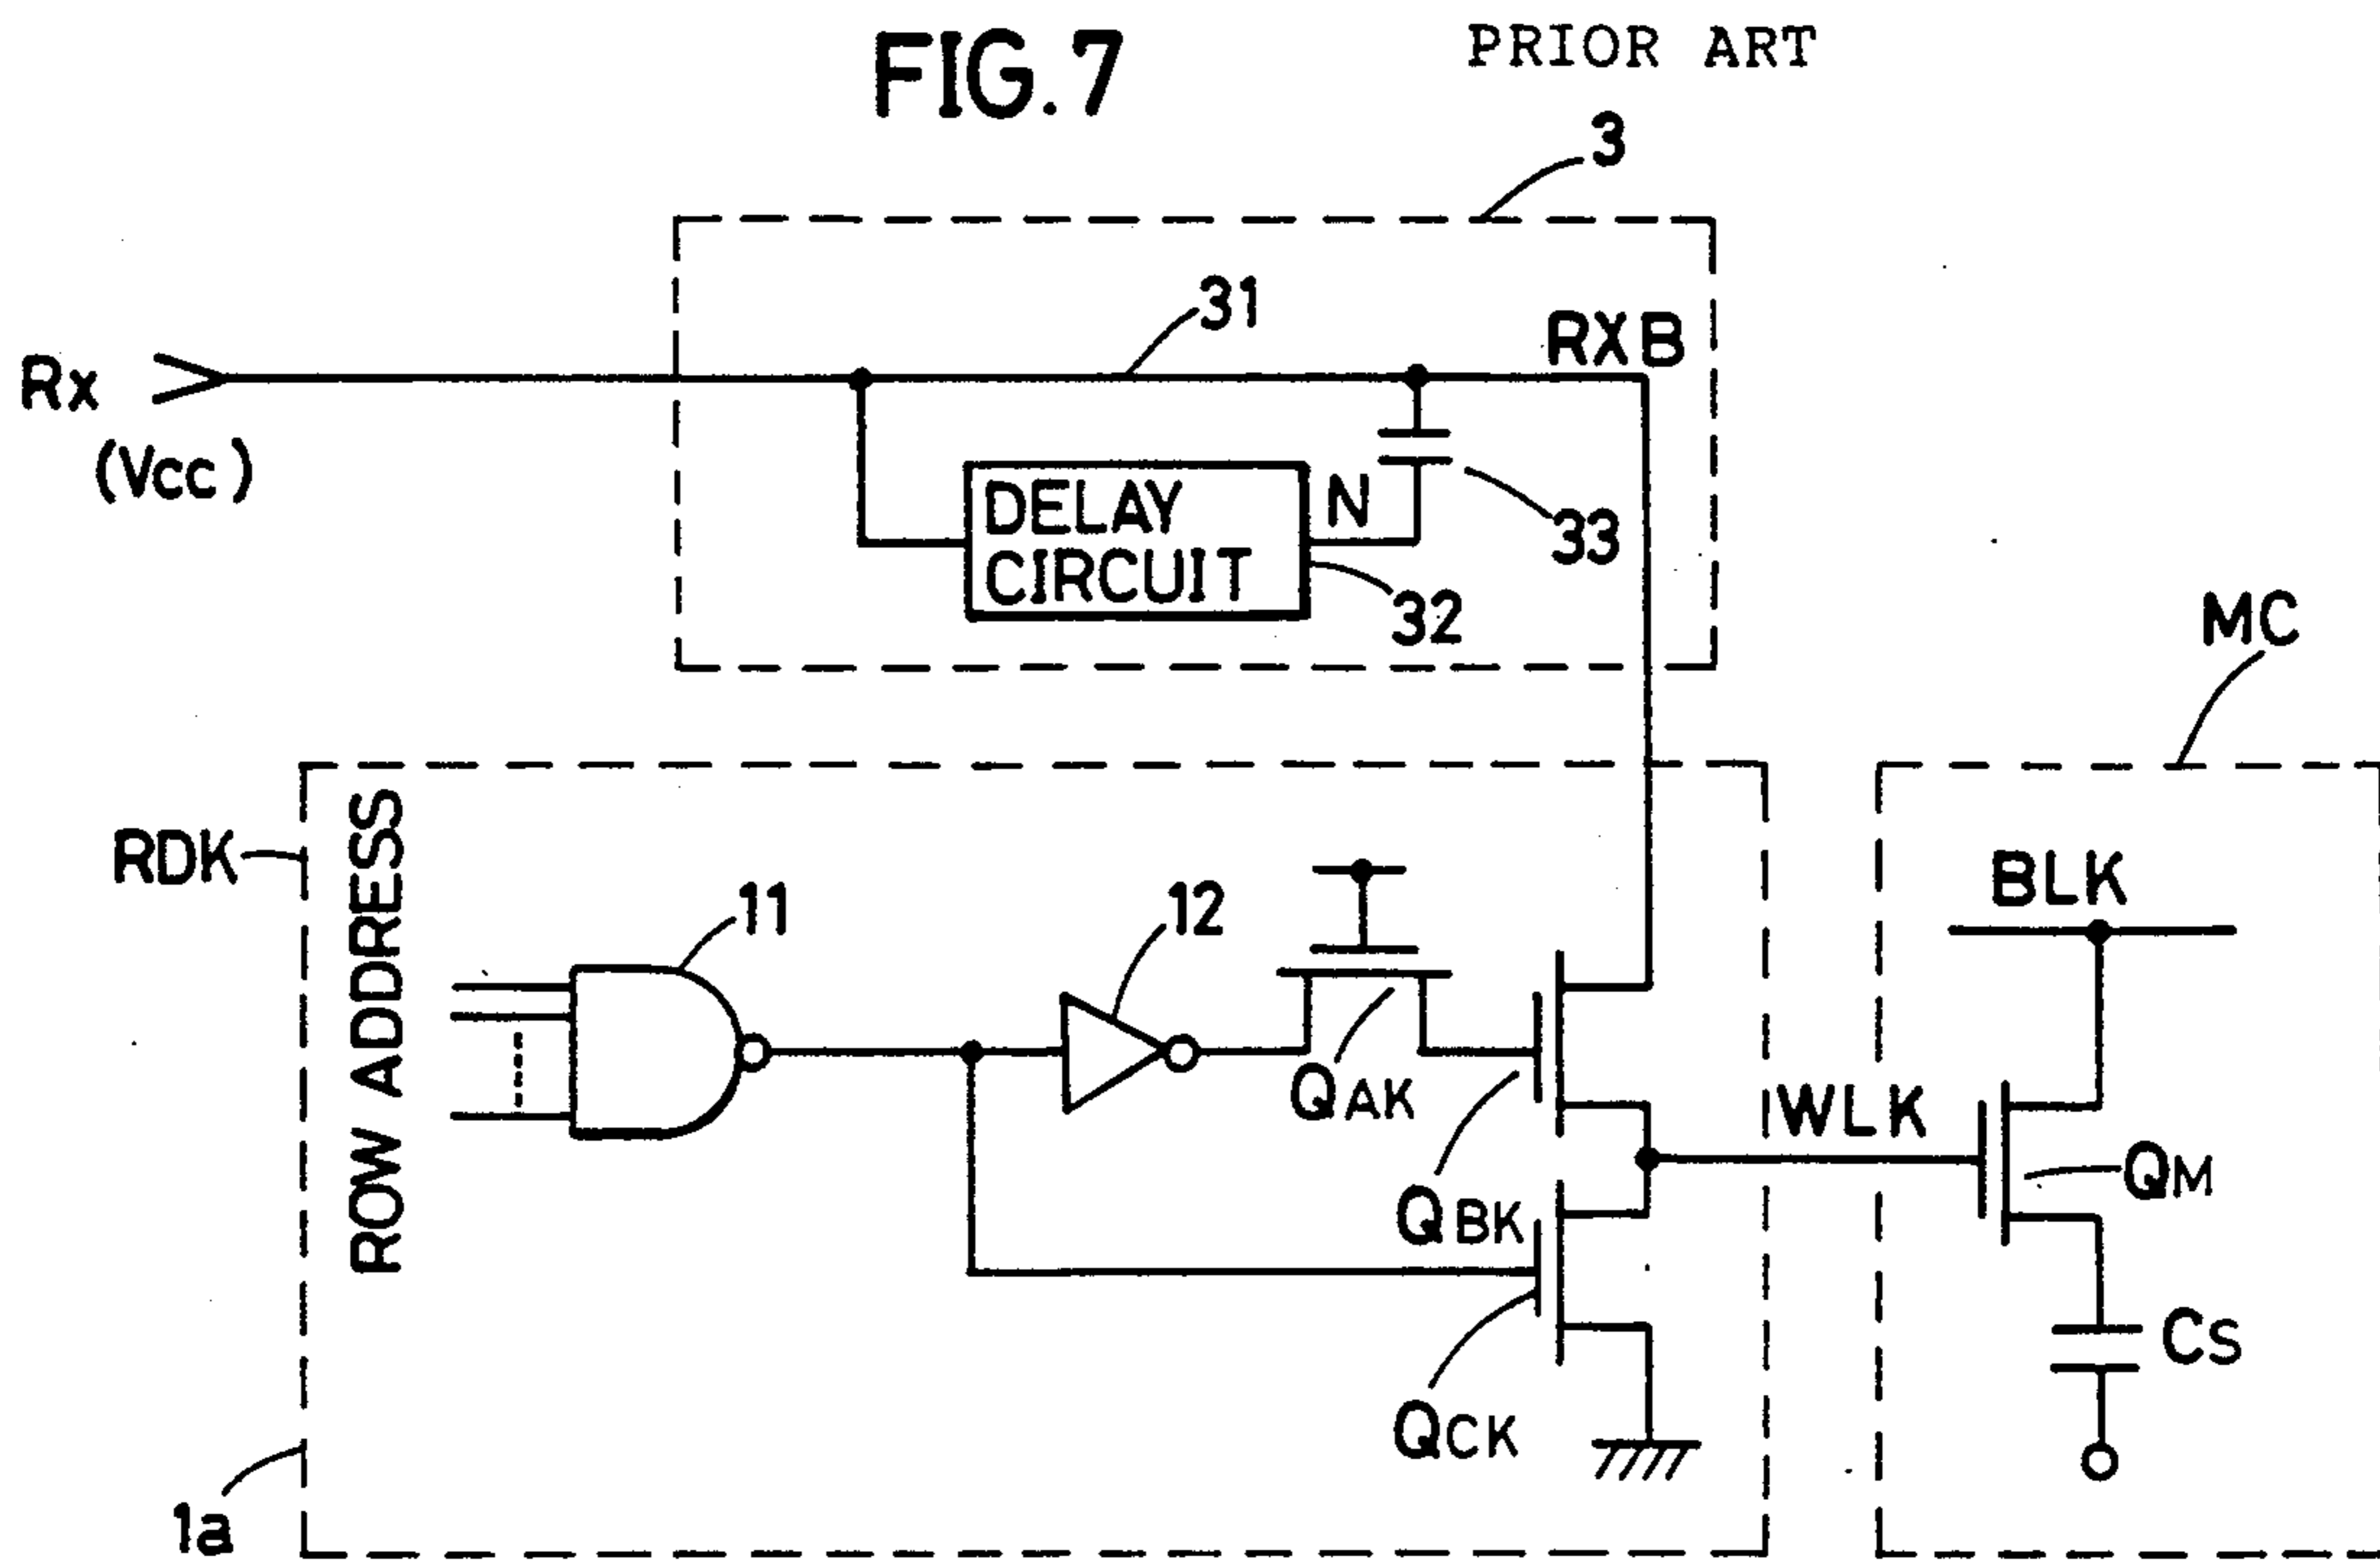 FIG.7
PRIOR ART
3
31
RXB
Rx
(Vcc)
DELAY
CIRCUIT
N
33
32
MC
RDK
ROW ADDRESS
11
12
BLK
QAK
WLK
QM
QBK
CS
QCK
1a